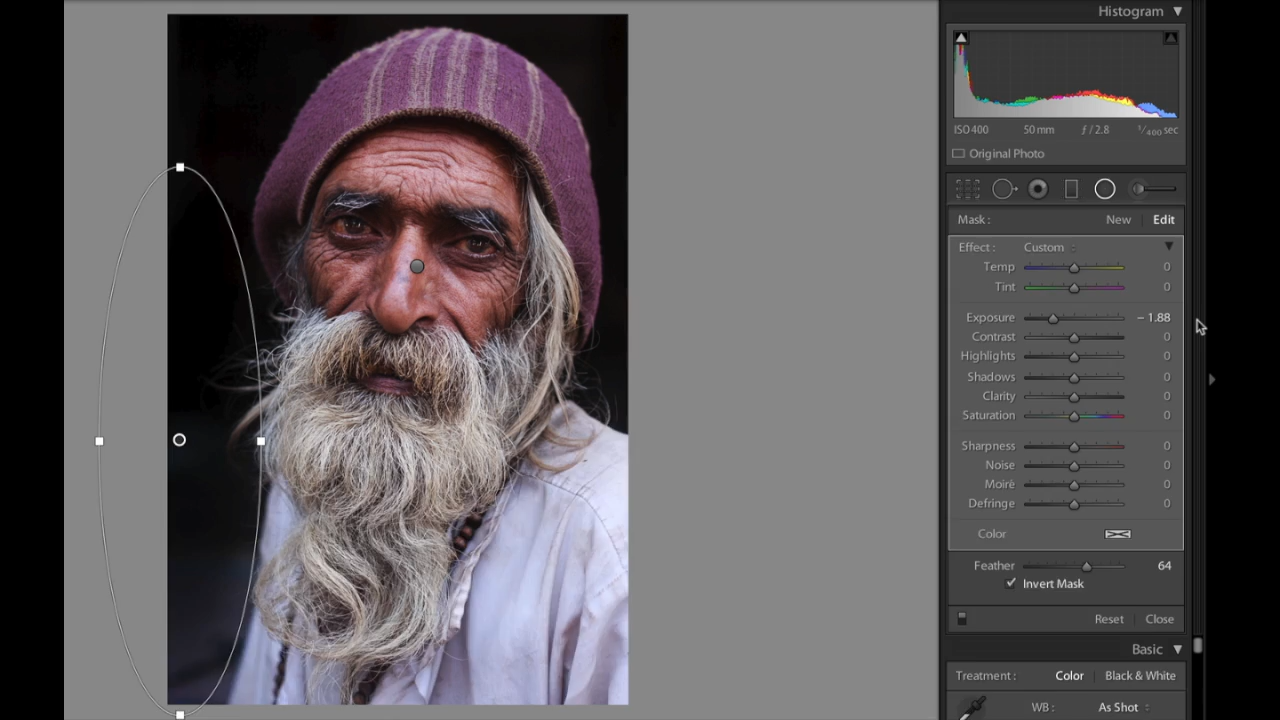 Histogram
ISO 400 50 mm ƒ / 2.8 1/400 sec
Original Photo
Mask : New Edit
Effect : Custom
Temp 0
Tint 0
Exposure – 1.88
Contrast 0
Highlights 0
Shadows 0
Clarity 0
Saturation 0
Sharpness 0
Noise 0
Moiré 0
Defringe 0
Color
Feather 64
Invert Mask
Reset Close
Basic
Treatment : Color Black & White
WB : As Shot